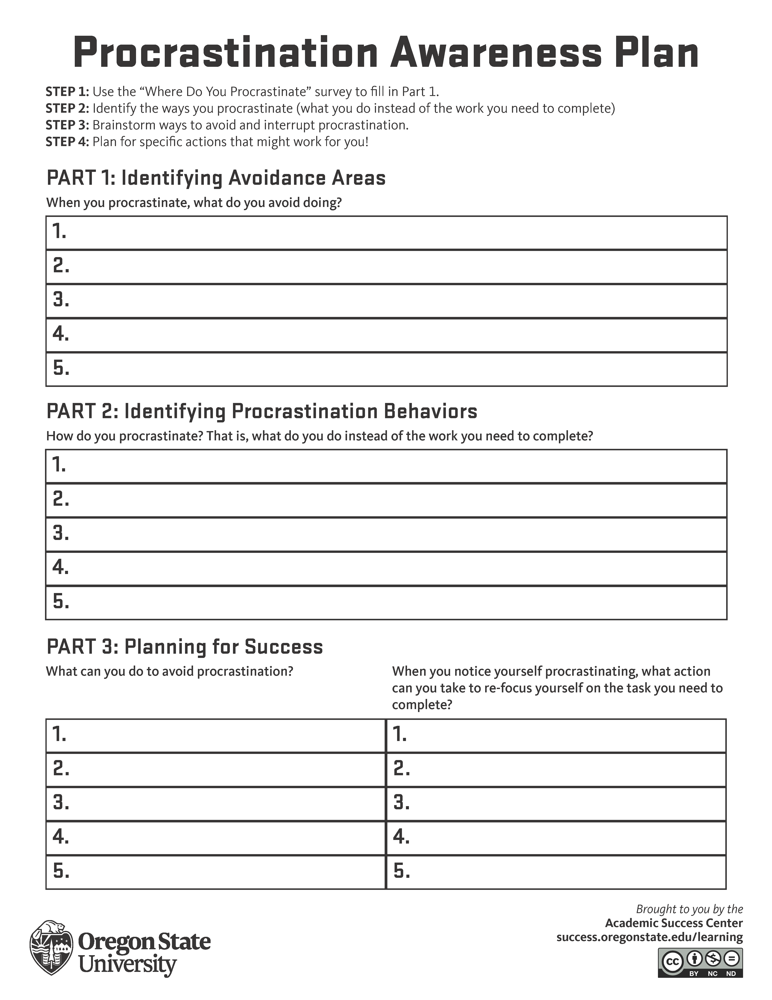 Procrastination Awareness Plan
STEP 1: Use the “Where Do You Procrastinate” survey to fill in Part 1.
STEP 2: Identify the ways you procrastinate (what you do instead of the work you need to complete)
STEP 3: Brainstorm ways to avoid and interrupt procrastination.
STEP 4: Plan for specific actions that might work for you!
PART 1: Identifying Avoidance Areas
When you procrastinate, what do you avoid doing?
1.
2.
3.
4.
5.
PART 2: Identifying Procrastination Behaviors
How do you procrastinate? That is, what do you do instead of the work you need to complete?
1.
2.
3.
4.
5.
PART 3: Planning for Success
What can you do to avoid procrastination?
1.
2.
3.
4.
5.
When you notice yourself procrastinating, what action
can you take to re-focus yourself on the task you need to
complete?
1.
2.
3.
4.
5.
1868
Oregon State
University
Brought to you by the
Academic Success Center
success.oregonstate.edu/learning
cc
BY NC ND